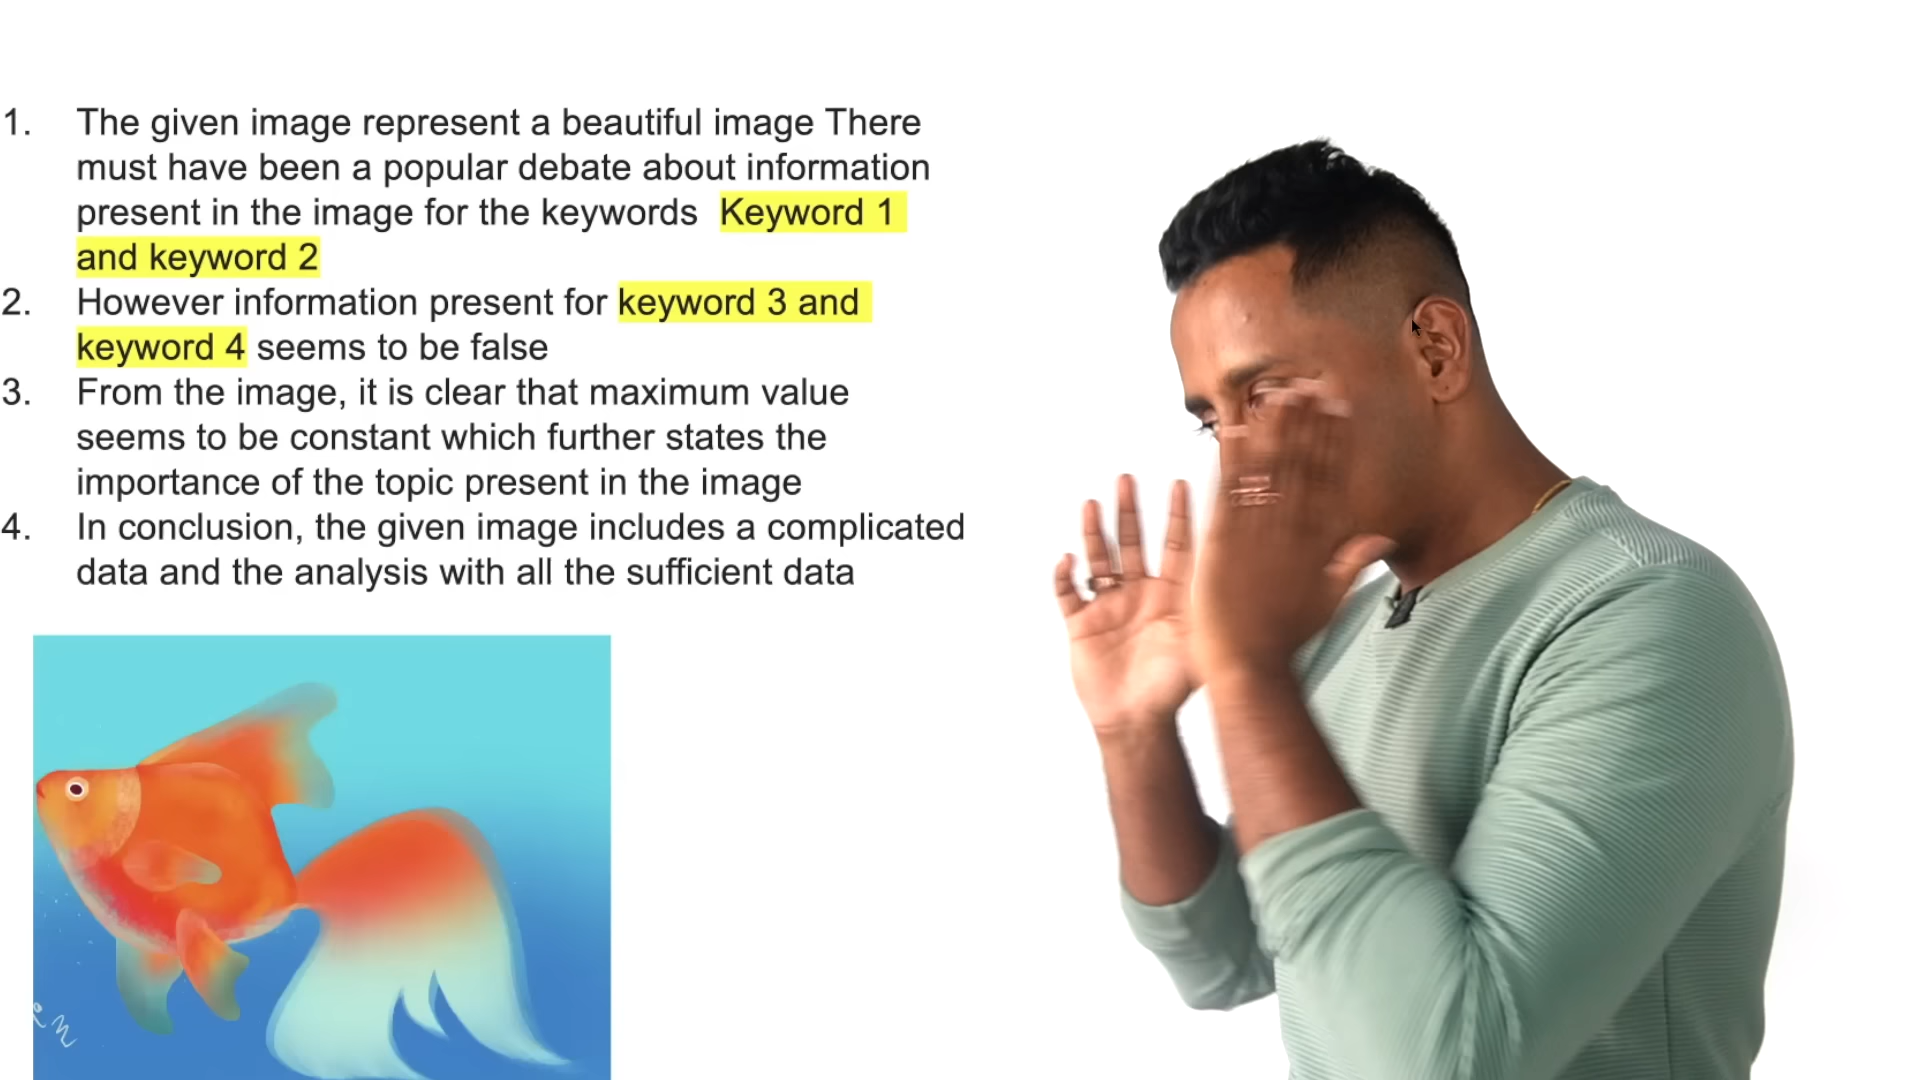 1. The given image represent a beautiful image There
must have been a popular debate about information
present in the image for the keywords Keyword 1
and keyword 2
2. However information present for keyword 3 and
keyword 4 seems to be false
3. From the image, it is clear that maximum value
seems to be constant which further states the
importance of the topic present in the image
4. In conclusion, the given image includes a complicated
data and the analysis with all the sufficient data